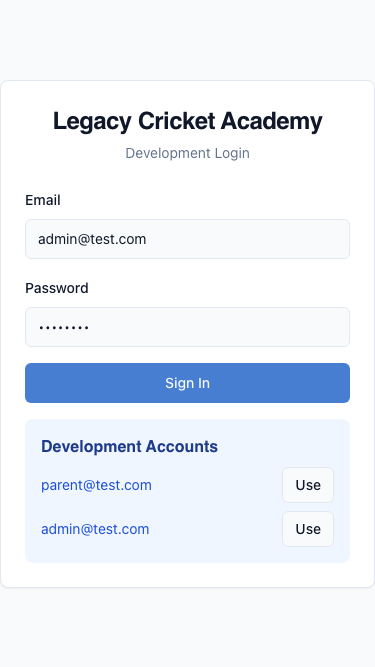 Legacy Cricket Academy
Development Login
Email
admin@test.com
Password
••••••••
Sign In
Development Accounts
parent@test.com Use
admin@test.com Use